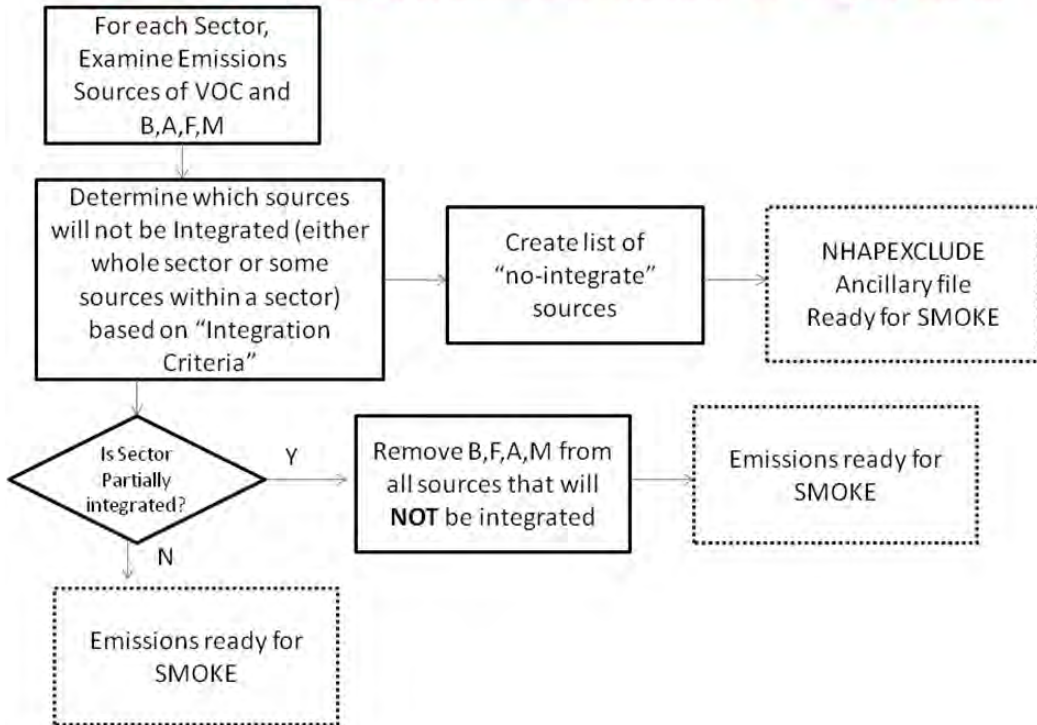 For each Sector,
Examine Emissions
Sources of VOC and
B,A,F,M
Determine which sources
will not be Integrated (either
whole sector or some
sources within a sector)
based on “Integration
Criteria”
Create list of
“no-integrate”
sources
NHAPEXCLUDE
Ancillary file
Ready for SMOKE
Is Sector
Partially
integrated?
Y
Remove B,F,A,M from
all sources that will
NOT be integrated
Emissions ready for
SMOKE
N
Emissions ready for
SMOKE